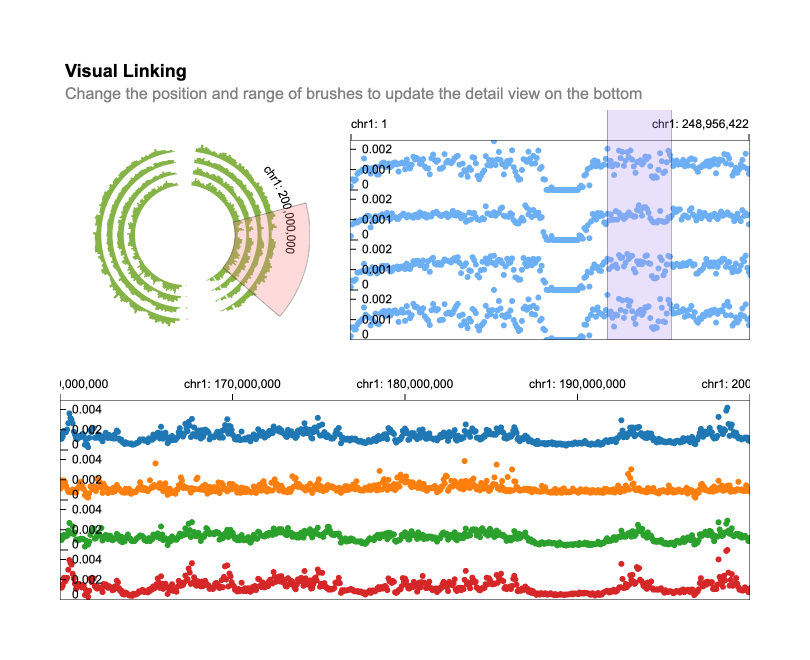 Visual Linking
Change the position and range of brushes to update the detail view on the bottom
chr1: 200,000,000
chr1: 1
chr1: 248,956,422
0.002
0.001
0
0.002
0.001
0
0.002
0.001
0
0.002
0.001
0
),000,000
chr1: 170,000,000
chr1: 180,000,000
chr1: 190,000,000
chr1: 200
0.004
0.002
0
0.004
0.002
0
0.004
0.002
0
0.004
0.002
0